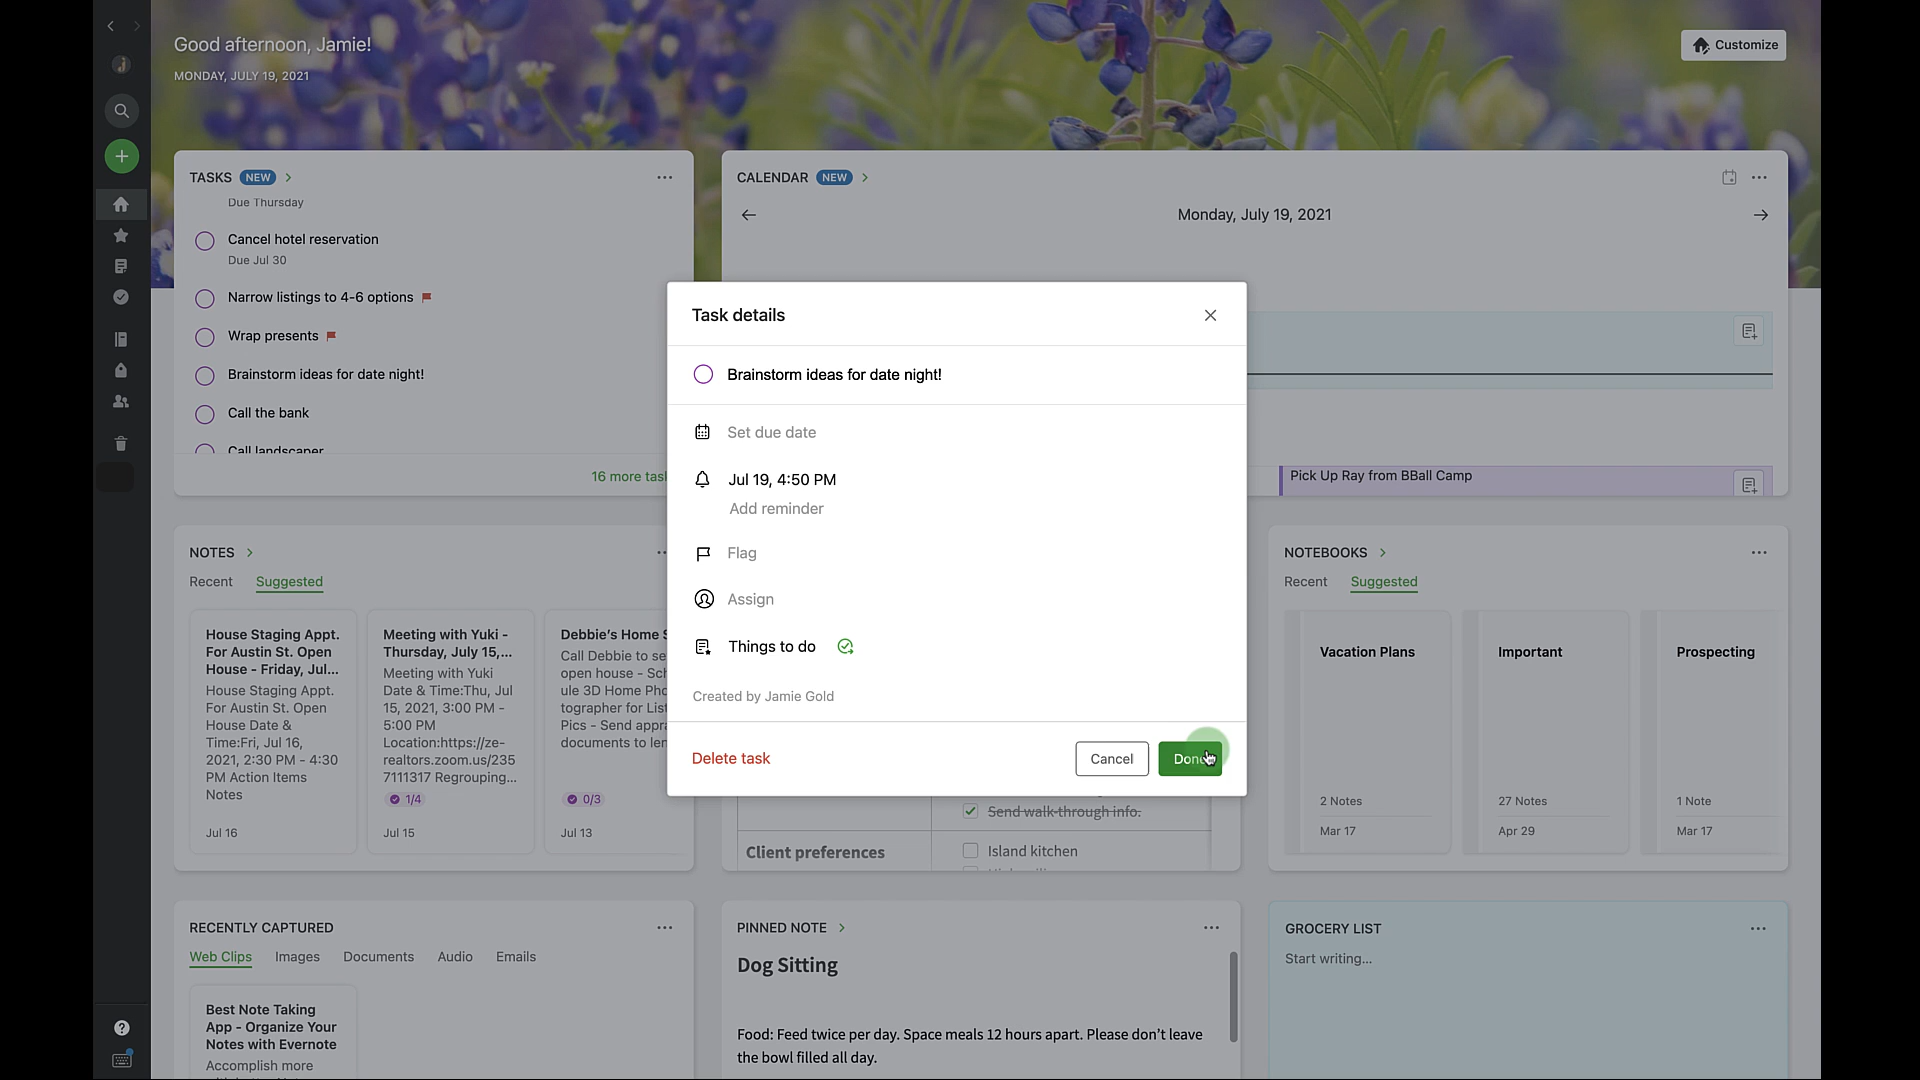 Good afternoon, Jamie!
MONDAY, JULY 19, 2021
Customize
TASKS NEW
Due Thursday
Cancel hotel reservation
Due Jul 30
Narrow listings to 4-6 options
Wrap presents
Brainstorm ideas for date night!
Call the bank
Call landscaper
16 more
CALENDAR NEW
Monday, July 19, 2021
Pick Up Ray from BBall Camp
Task details
Brainstorm ideas for date night!
Set due date
Jul 19, 4:50 PM
Add reminder
Flag
Assign
Things to do
Created by Jamie Gold
Delete task
Cancel
Done
NOTES
Recent Suggested
House Staging Appt.
For Austin St. Open
House - Friday, Jul...
House Staging Appt.
For Austin St. Open
House Date &
Time:Fri, Jul 16,
2021, 2:30 PM - 4:30
PM Action Items
Notes
Jul 16
Meeting with Yuki -
Thursday, July 15,...
Meeting with Yuki
Date & Time:Thu, Jul
15, 2021, 3:00 PM -
5:00 PM
Location:https://ze-
realtors.zoom.us/235
7111317 Regrouping...
1/4
Jul 15
Debbie's Home
Call Debbie to
open house -
ule 3D Home
tographer for
Pics - Send
documents to
0/3
Jul 13
Send walk-through info.
Client preferences
Island kitchen
NOTEBOOKS
Recent Suggested
Vacation Plans
2 Notes
Mar 17
Important
27 Notes
Apr 29
Prospecting
1 Note
Mar 17
RECENTLY CAPTURED
Web Clips Images Documents Audio Emails
Best Note Taking
App - Organize Your
Notes with Evernote
Accomplish more
PINNED NOTE
Dog Sitting
Food: Feed twice per day. Space meals 12 hours apart. Please don't leave
the bowl filled all day.
GROCERY LIST
Start writing...